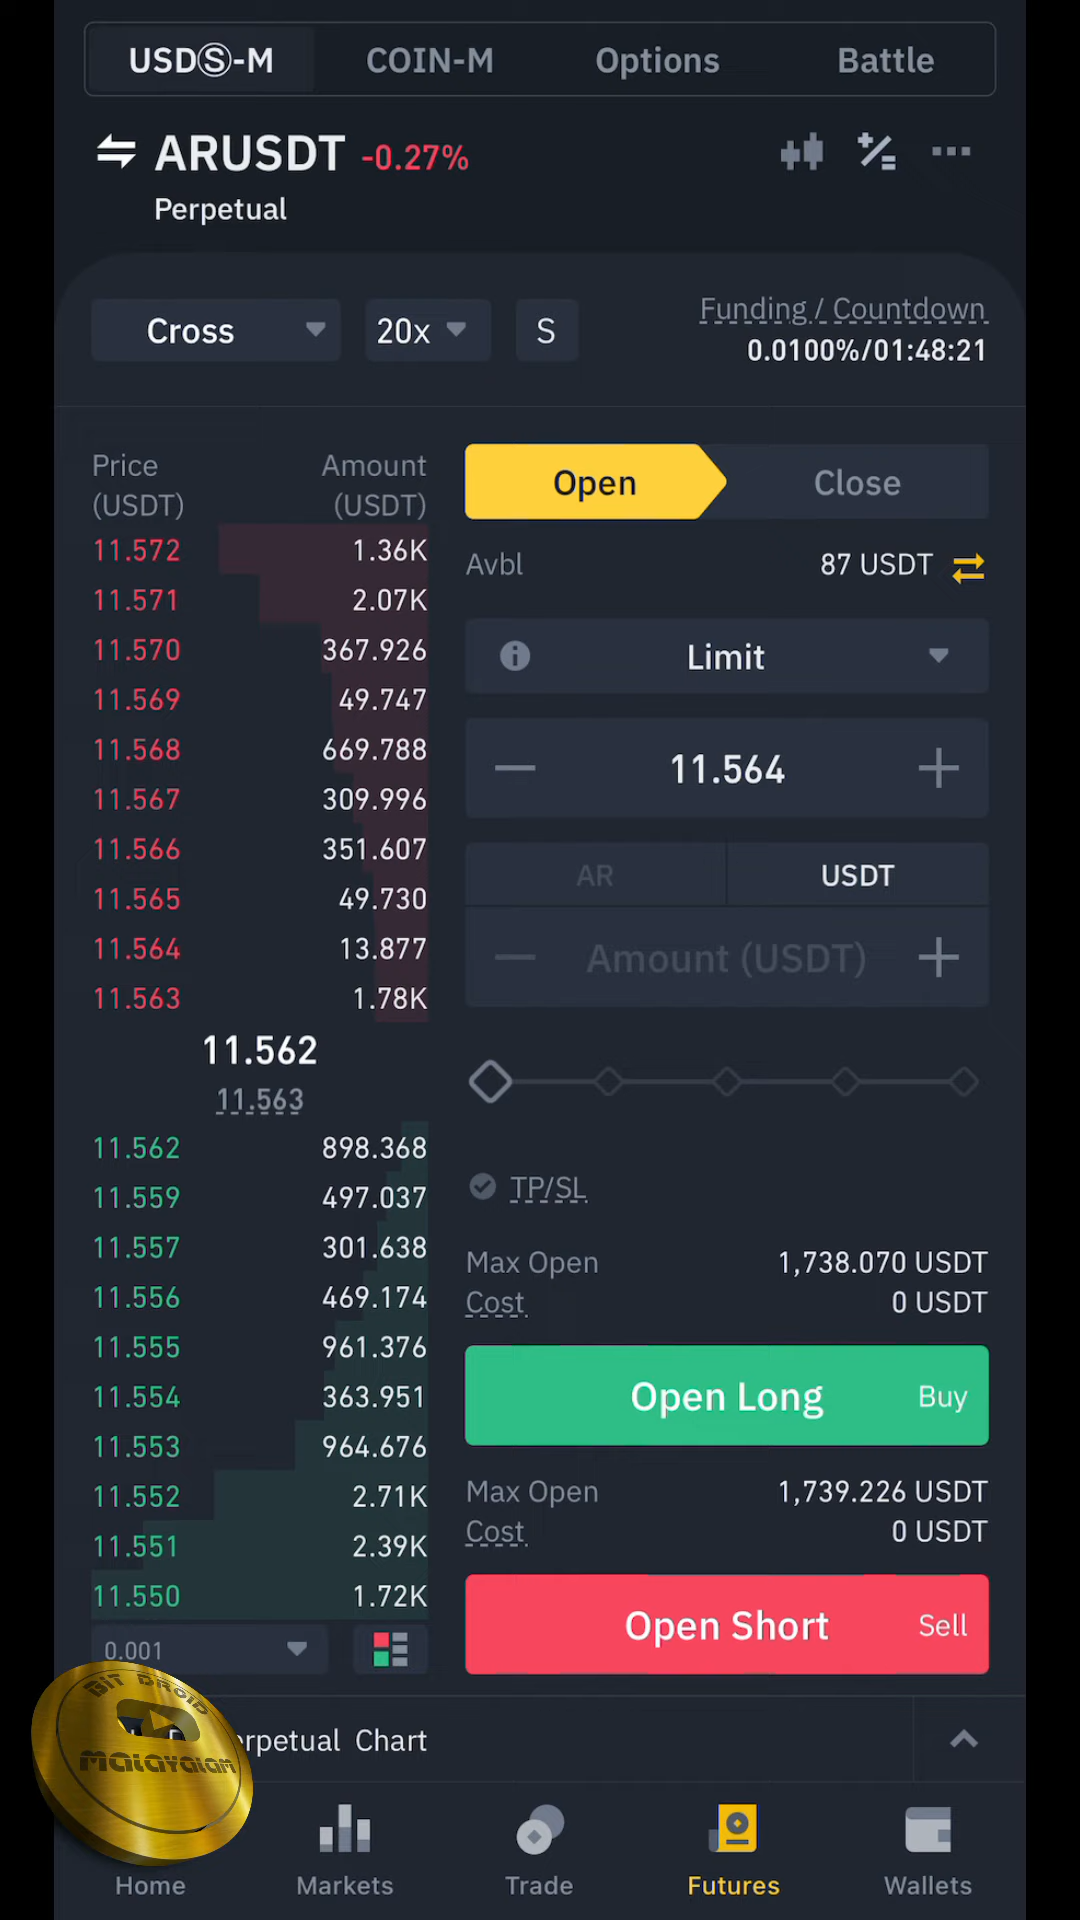 USDⓈ-M COIN-M Options Battle
ARUSDT -0.27%
Perpetual
Cross 20x S
Funding / Countdown
0.0100%/01:48:21
Price Amount
(USDT) (USDT)
11.572 1.36K
11.571 2.07K
11.570 367.926
11.569 49.747
11.568 669.788
11.567 309.996
11.566 351.607
11.565 49.730
11.564 13.877
11.563 1.78K
11.562
11.563
11.562 898.368
11.559 497.037
11.557 301.638
11.556 469.174
11.555 961.376
11.554 363.951
11.553 964.676
11.552 2.71K
11.551 2.39K
11.550 1.72K
0.001
Open Close
Avbl 87 USDT
Limit
11.564
AR USDT
Amount (USDT)
TP/SL
Max Open 1,738.070 USDT
Cost 0 USDT
Open Long Buy
Max Open 1,739.226 USDT
Cost 0 USDT
Open Short Sell
erpetual Chart
BIT DROID
MALAYALAM
Home Markets Trade Futures Wallets